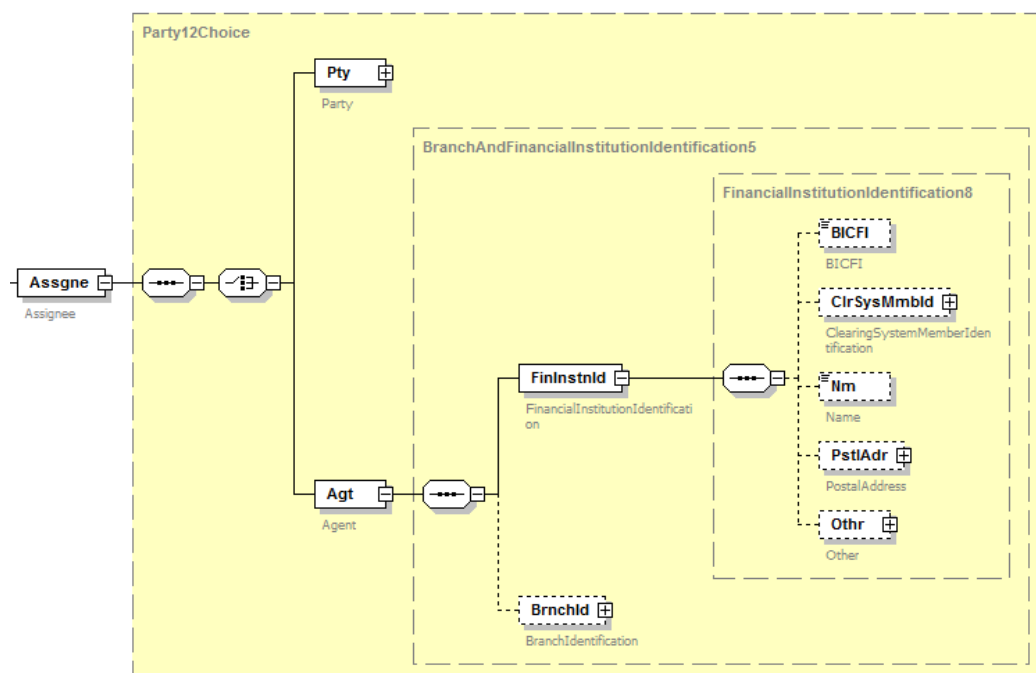 Party12Choice
Pty
Party
BranchAndFinancialInstitutionIdentification5
FinancialInstitutionIdentification8
BICFI
BICFI
Assgne
Assignee
ClrSysMmbId
ClearingSystemMemberIden
tification
FinInstnId
FinancialInstitutionIdentificati
on
Nm
Name
PstlAdr
PostalAddress
Agt
Agent
Othr
Other
BrnchId
BranchIdentification